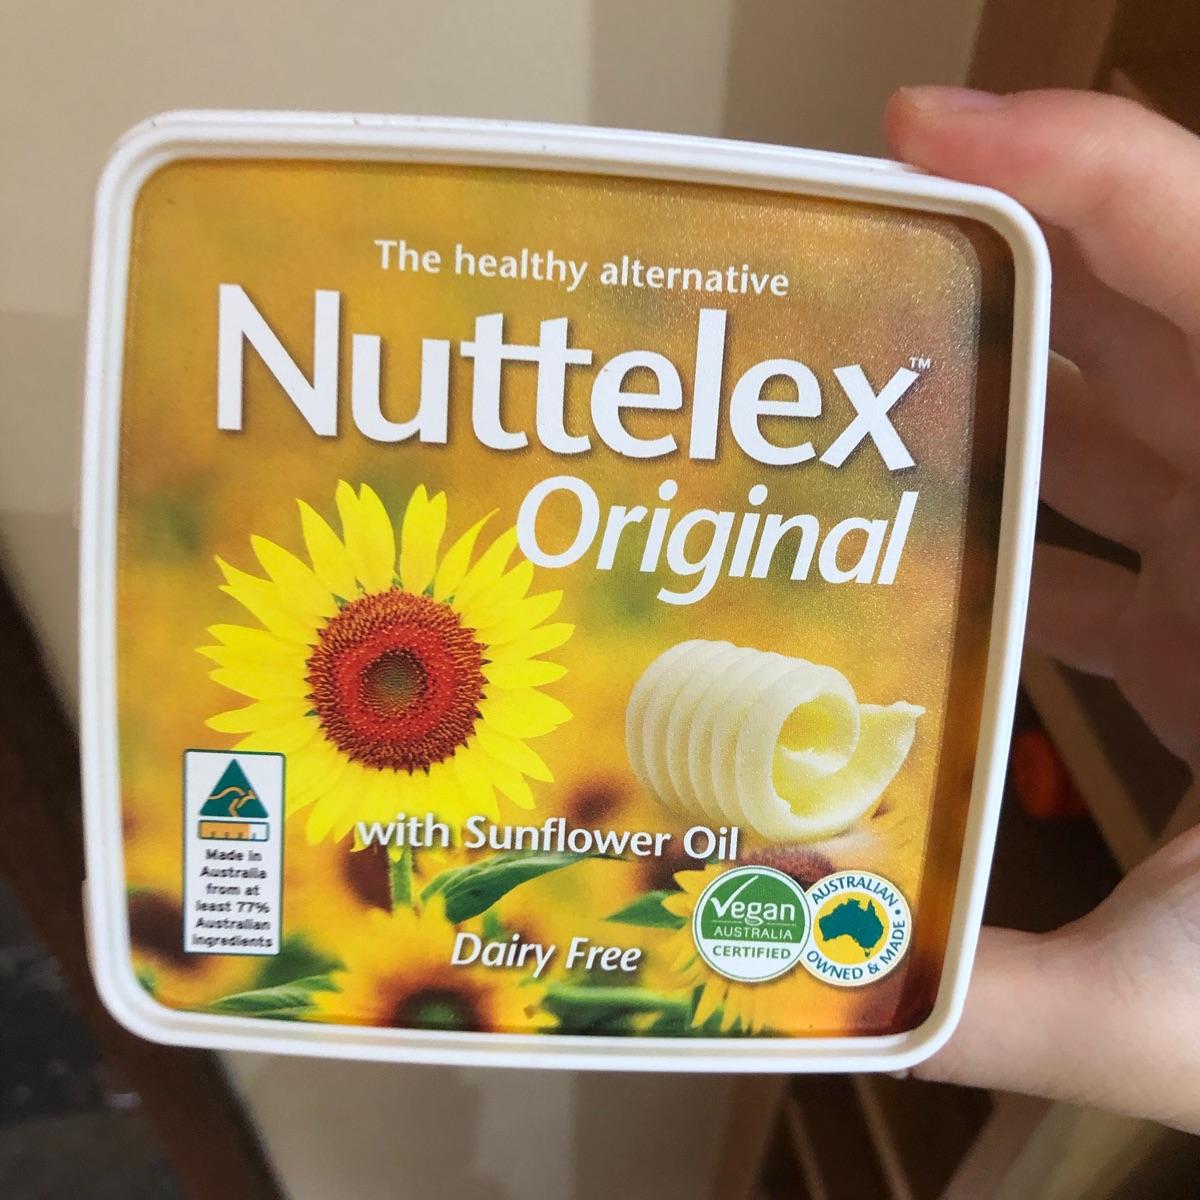 The healthy alternative
Nuttelex™
Original
with Sunflower Oil
Dairy Free
Made in
Australia
from at
least 77%
Australian
ingredients
Vegan
AUSTRALIA
CERTIFIED
AUSTRALIAN •
OWNED & MADE